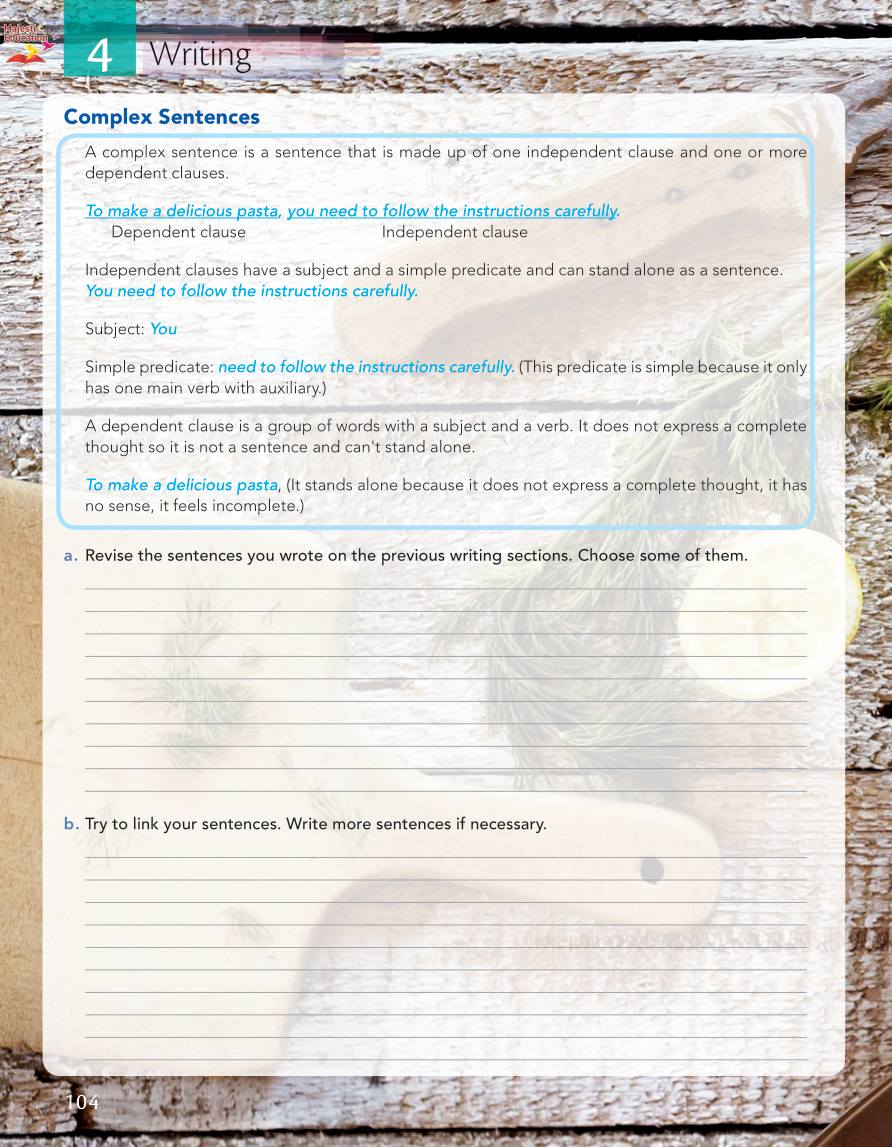 Majestic
Education
4 Writing
Complex Sentences
A complex sentence is a sentence that is made up of one independent clause and one or more
dependent clauses.
To make a delicious pasta, you need to follow the instructions carefully.
Dependent clause Independent clause
Independent clauses have a subject and a simple predicate and can stand alone as a sentence.
You need to follow the instructions carefully.
Subject: You
Simple predicate: need to follow the instructions carefully. (This predicate is simple because it only
has one main verb with auxiliary.)
A dependent clause is a group of words with a subject and a verb. It does not express a complete
thought so it is not a sentence and can't stand alone.
To make a delicious pasta, (It stands alone because it does not express a complete thought, it has
no sense, it feels incomplete.)
a. Revise the sentences you wrote on the previous writing sections. Choose some of them.
b. Try to link your sentences. Write more sentences if necessary.
104